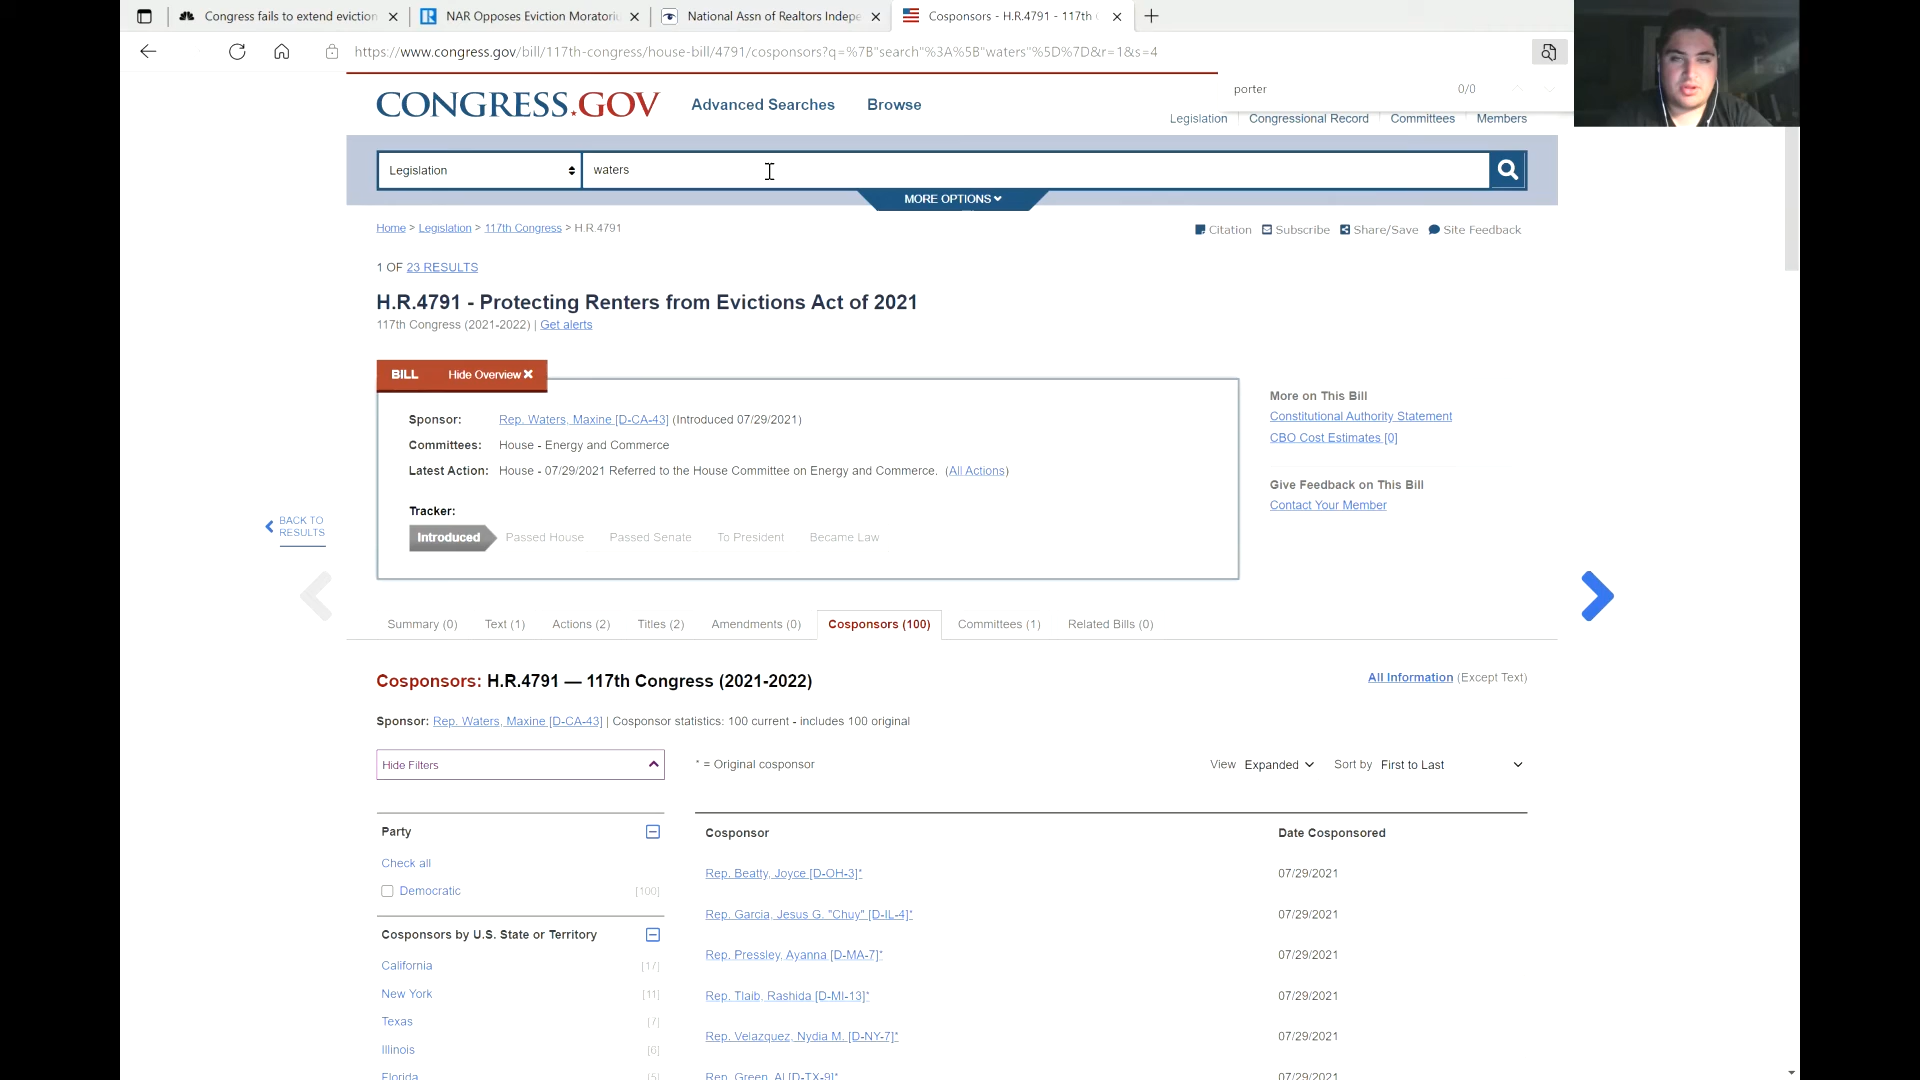 Congress fails to extend eviction
NAR Opposes Eviction Moratoriu
National Assn of Realtors Indepe
Cosponsors - H.R.4791 - 117th C
https://www.congress.gov/bill/117th-congress/house-bill/4791/cosponsors?q=%7B"search"%3A%5B"waters"%5D%7D&r=1&s=4
porter 0/0
CONGRESS.GOV Advanced Searches Browse
Legislation Congressional Record Committees Members
Legislation waters
MORE OPTIONS
Home > Legislation > 117th Congress > H.R.4791
Citation Subscribe Share/Save Site Feedback
1 OF 23 RESULTS
H.R.4791 - Protecting Renters from Evictions Act of 2021
117th Congress (2021-2022) | Get alerts
BILL Hide Overview
Sponsor: Rep. Waters, Maxine [D-CA-43] (Introduced 07/29/2021)
Committees: House - Energy and Commerce
Latest Action: House - 07/29/2021 Referred to the House Committee on Energy and Commerce. (All Actions)
Tracker:
Introduced Passed House Passed Senate To President Became Law
More on This Bill
Constitutional Authority Statement
CBO Cost Estimates [0]
Give Feedback on This Bill
Contact Your Member
BACK TO
RESULTS
Summary (0) Text (1) Actions (2) Titles (2) Amendments (0) Cosponsors (100) Committees (1) Related Bills (0)
Cosponsors: H.R.4791 — 117th Congress (2021-2022)
All Information (Except Text)
Sponsor: Rep. Waters, Maxine [D-CA-43] | Cosponsor statistics: 100 current - includes 100 original
Hide Filters
* = Original cosponsor
View Expanded Sort by First to Last
Party
Check all
Democratic [100]
Cosponsors by U.S. State or Territory
California [17]
New York [11]
Texas [7]
Illinois [6]
Florida [5]
Cosponsor Date Cosponsored
Rep. Beatty, Joyce [D-OH-3]* 07/29/2021
Rep. Garcia, Jesus G. "Chuy" [D-IL-4]* 07/29/2021
Rep. Pressley, Ayanna [D-MA-7]* 07/29/2021
Rep. Tlaib, Rashida [D-MI-13]* 07/29/2021
Rep. Velazquez, Nydia M. [D-NY-7]* 07/29/2021
Rep. Green, Al [D-TX-9]* 07/29/2021